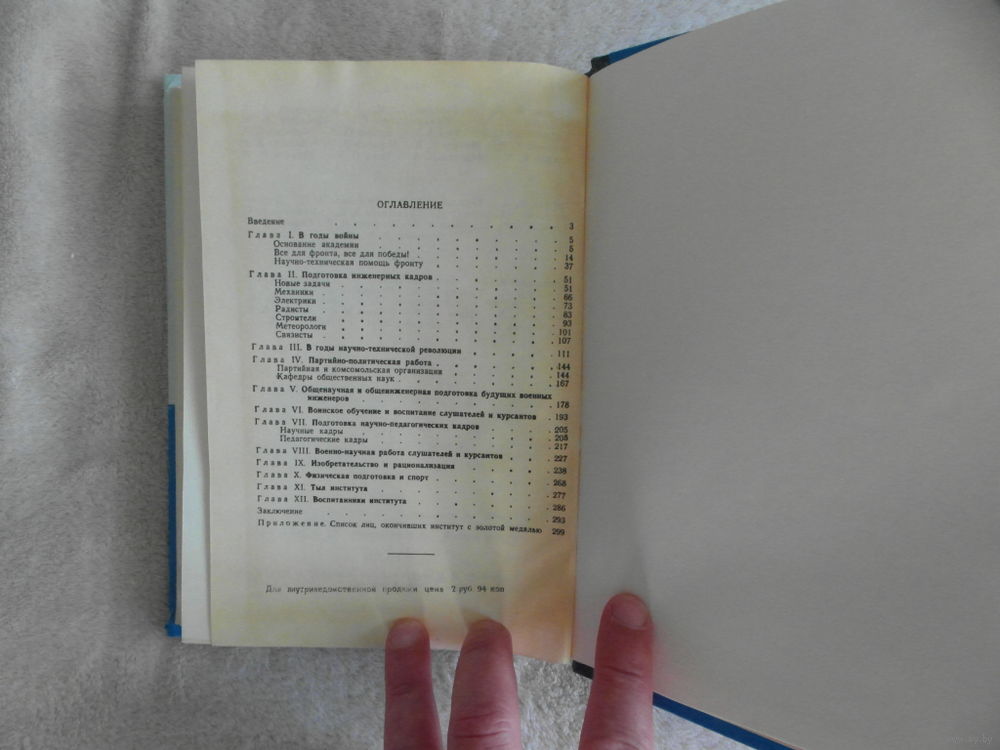 ОГЛАВЛЕНИЕ
Введение . . . . . . . . . . 3
Глава I. В годы войны . . . . . . . . 5
Основание академии . . . . . . . 5
Все для фронта, все для победы! . . . . . . 14
Научно-техническая помощь фронту . . . . . . 37
Глава II. Подготовка инженерных кадров . . . . . . 51
Новые задачи . . . . . . . . 51
Механики . . . . . . . . . 66
Электрики . . . . . . . . . 73
Радисты . . . . . . . . . 83
Строители . . . . . . . . . 93
Метеорологи . . . . . . . . 101
Связисты . . . . . . . . . 107
Глава III. В годы научно-технической революции . . . . . 111
Глава IV. Партийно-политическая работа . . . . . . 144
Партийная и комсомольская организации . . . . . 144
Кафедры общественных наук . . . . . . . 167
Глава V. Общенаучная и общеинженерная подготовка будущих военных
инженеров . . . . . . . . 178
Глава VI. Воинское обучение и воспитание слушателей и курсантов . 193
Глава VII. Подготовка научно-педагогических кадров . . . . 205
Научные кадры . . . . . . . . 205
Педагогические кадры . . . . . . . 217
Глава VIII. Военно-научная работа слушателей и курсантов . . . 227
Глава IX. Изобретательство и рационализация . . . . . 238
Глава X. Физическая подготовка и спорт . . . . . . 268
Глава XI. Тыл института . . . . . . . . 277
Глава XII. Воспитанники института . . . . . . 286
Заключение . . . . . . . . . 293
Приложение. Список лиц, окончивших институт с золотой медалью 299
Для внутриведомственной продажи цена 2 руб 94 коп